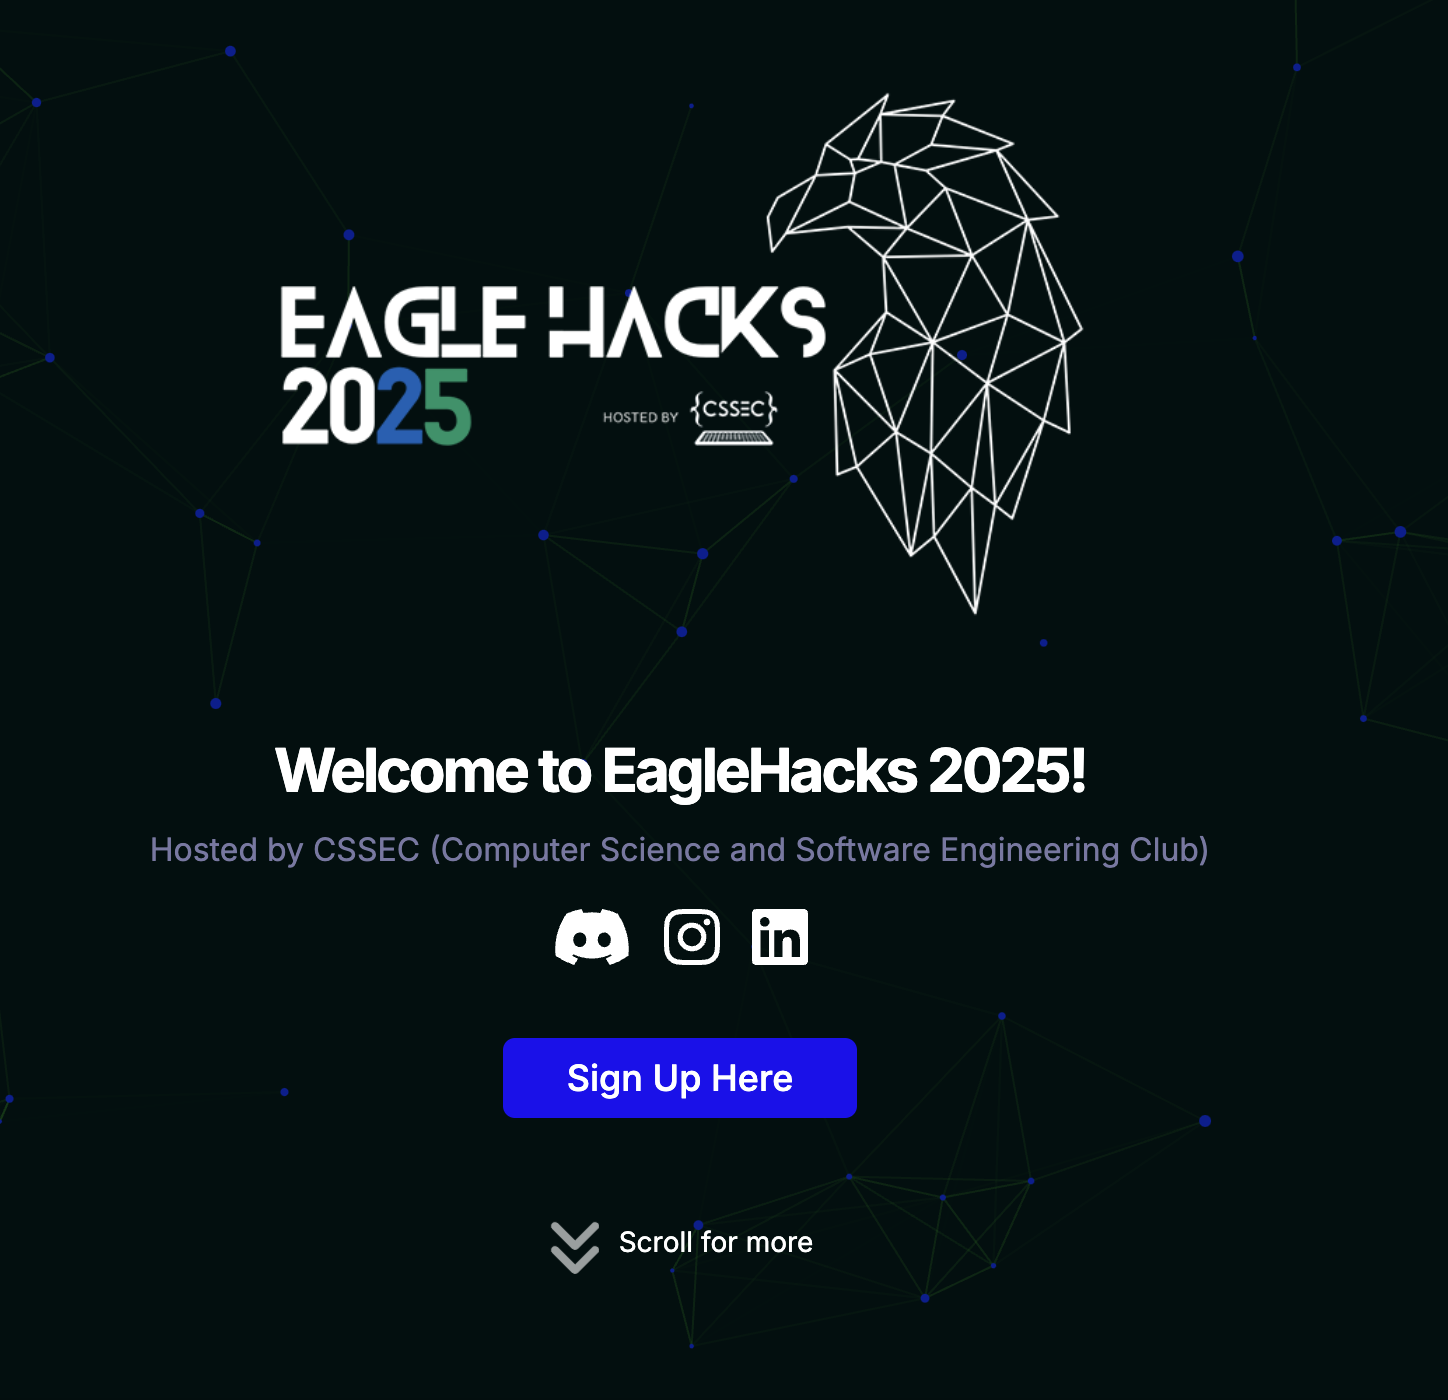 EAGLE HACKS
2025
HOSTED BY {CSSEC}
Welcome to EagleHacks 2025!
Hosted by CSSEC (Computer Science and Software Engineering Club)
in
Sign Up Here
Scroll for more